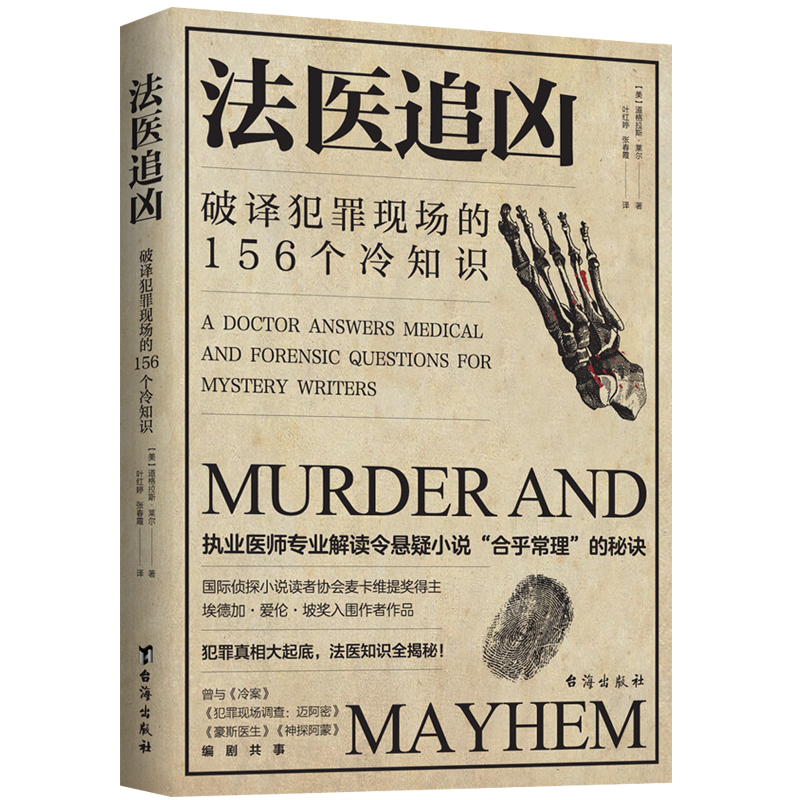 法医追凶
破译犯罪现场的
156个冷知识
【美】道格拉斯·莱尔 —— 著
叶红婷 张春霞 —— 译
A DOCTOR ANSWERS MEDICAL
AND FORENSIC QUESTIONS FOR
MYSTERY WRITERS
MURDER AND
执业医师专业解读令悬疑小说“合乎常理”的秘诀
国际侦探小说读者协会麦卡维提奖得主
埃德加·爱伦·坡奖入围作者作品
犯罪真相大起底，法医知识全揭秘！
台海出版社
曾与《冷案》
《犯罪现场调查：迈阿密》
《豪斯医生》《神探阿蒙》
编剧共事
MAYHEM
法医追凶
破译犯罪现场的156个冷知识
【美】道格拉斯·莱尔 —— 著
叶红婷 张春霞 —— 译
台海出版社